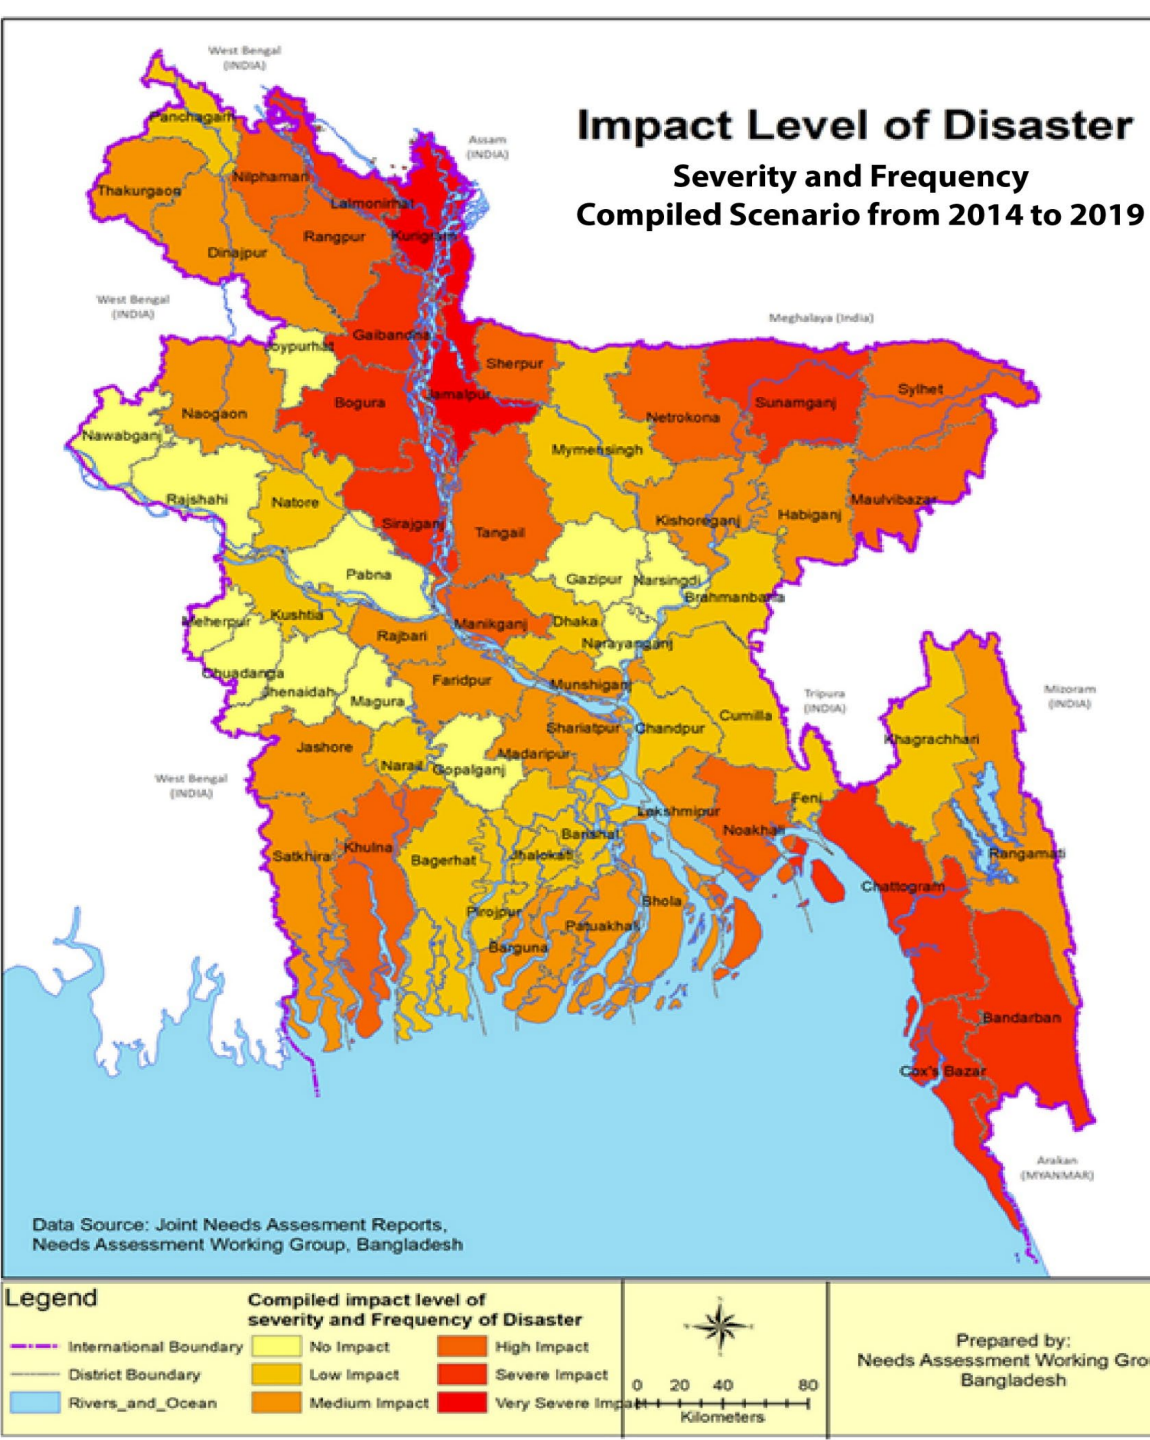 West Bengal
(INDIA)
Impact Level of Disaster
Severity and Frequency
Compiled Scenario from 2014 to 2019
Assam
(INDIA)
Panchagarh
Nilphamari
Thakurgaon
Lalmonirhat
Rangpur
Kurigram
Dinajpur
West Bengal
(INDIA)
Meghalaya (India)
Gaibandha
Joypurhat
Sherpur
Sylhet
Bogura
Jamalpur
Sunamganj
Naogaon
Netrokona
Nawabganj
Mymensingh
Rajshahi
Natore
Maulvibazar
Sirajganj
Tangail
Kishoreganj
Habiganj
Pabna
Gazipur
Narsingdi
Brahmanbaria
Meherpur
Kushtia
Manikganj
Dhaka
Rajbari
Narayanganj
Chuadanga
Jhenaidah
Magura
Faridpur
Munshiganj
Tripura
(INDIA)
Mizoram
(INDIA)
Shariatpur
Chandpur
Cumilla
Khagrachhari
Jashore
Madaripur
Narail
Gopalganj
West Bengal
(INDIA)
Feni
Lakshmipur
Noakhali
Barishal
Satkhira
Khulna
Bagerhat
Jhalokati
Rangamati
Chattogram
Bhola
Pirojpur
Patuakhali
Barguna
Bandarban
Cox's Bazar
Arakan
(MYANMAR)
Data Source: Joint Needs Assesment Reports,
Needs Assessment Working Group, Bangladesh
Legend
International Boundary
District Boundary
Rivers_and_Ocean
Compiled impact level of
severity and Frequency of Disaster
No Impact
Low Impact
Medium Impact
High Impact
Severe Impact
Very Severe Impact
0 20 40 80
Kilometers
Prepared by:
Needs Assessment Working Gro
Bangladesh